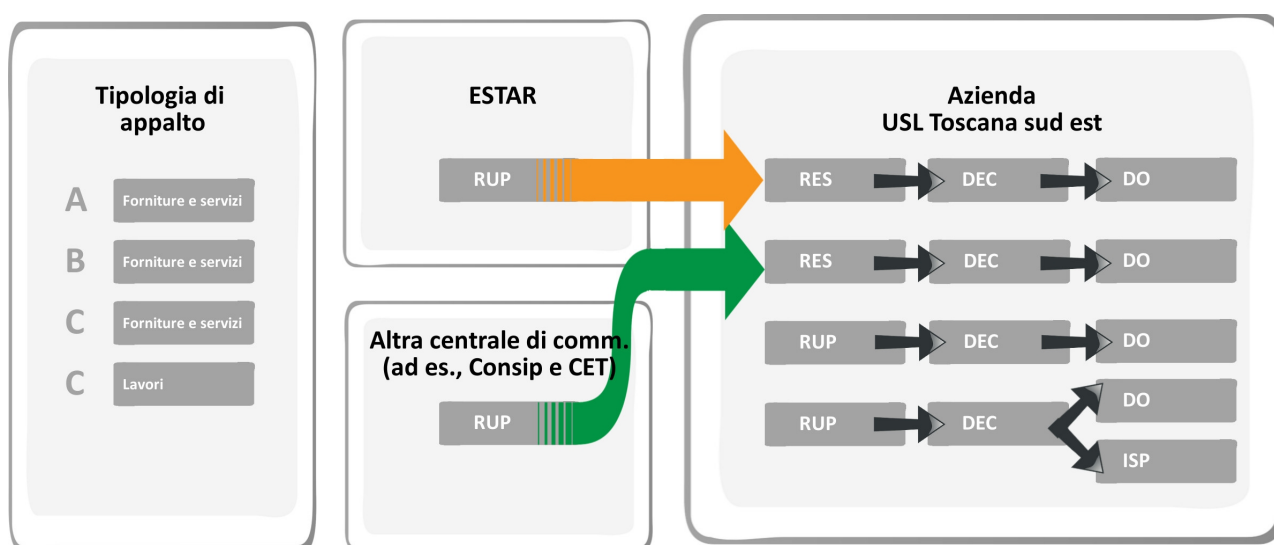 Tipologia di
appalto
A
Forniture e servizi
B
Forniture e servizi
C
Forniture e servizi
C
Lavori
ESTAR
RUP
Altra centrale di comm.
(ad es., Consip e CET)
RUP
Azienda
USL Toscana sud est
RES DEC DO
RES DEC DO
RUP DEC DO
RUP DEC DO
ISP